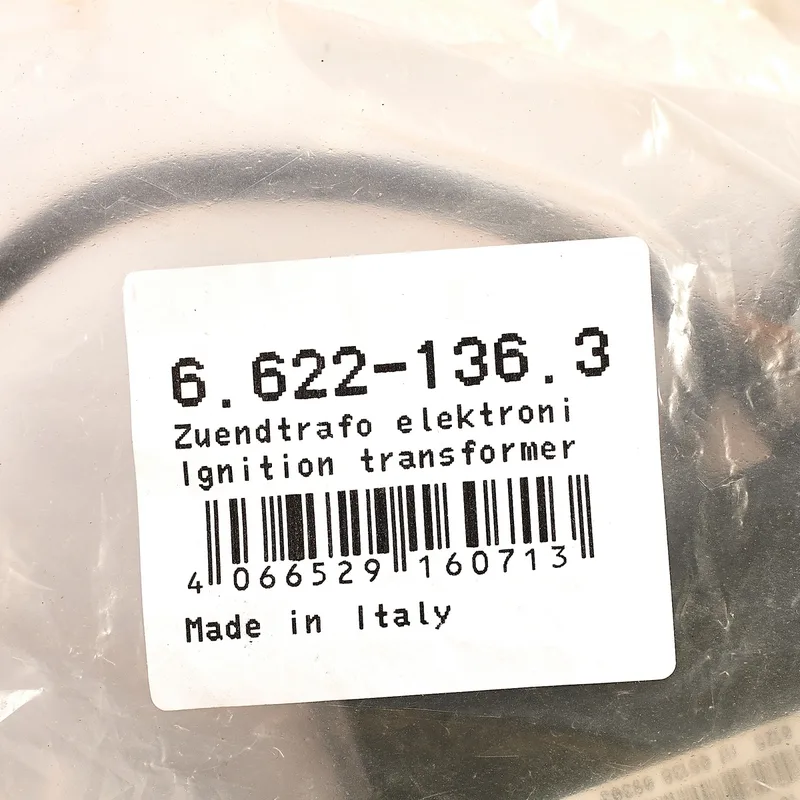 6.622-136.3
Zuendtrafo elektroni
Ignition transformer
4 066529 160713
Made in Italy